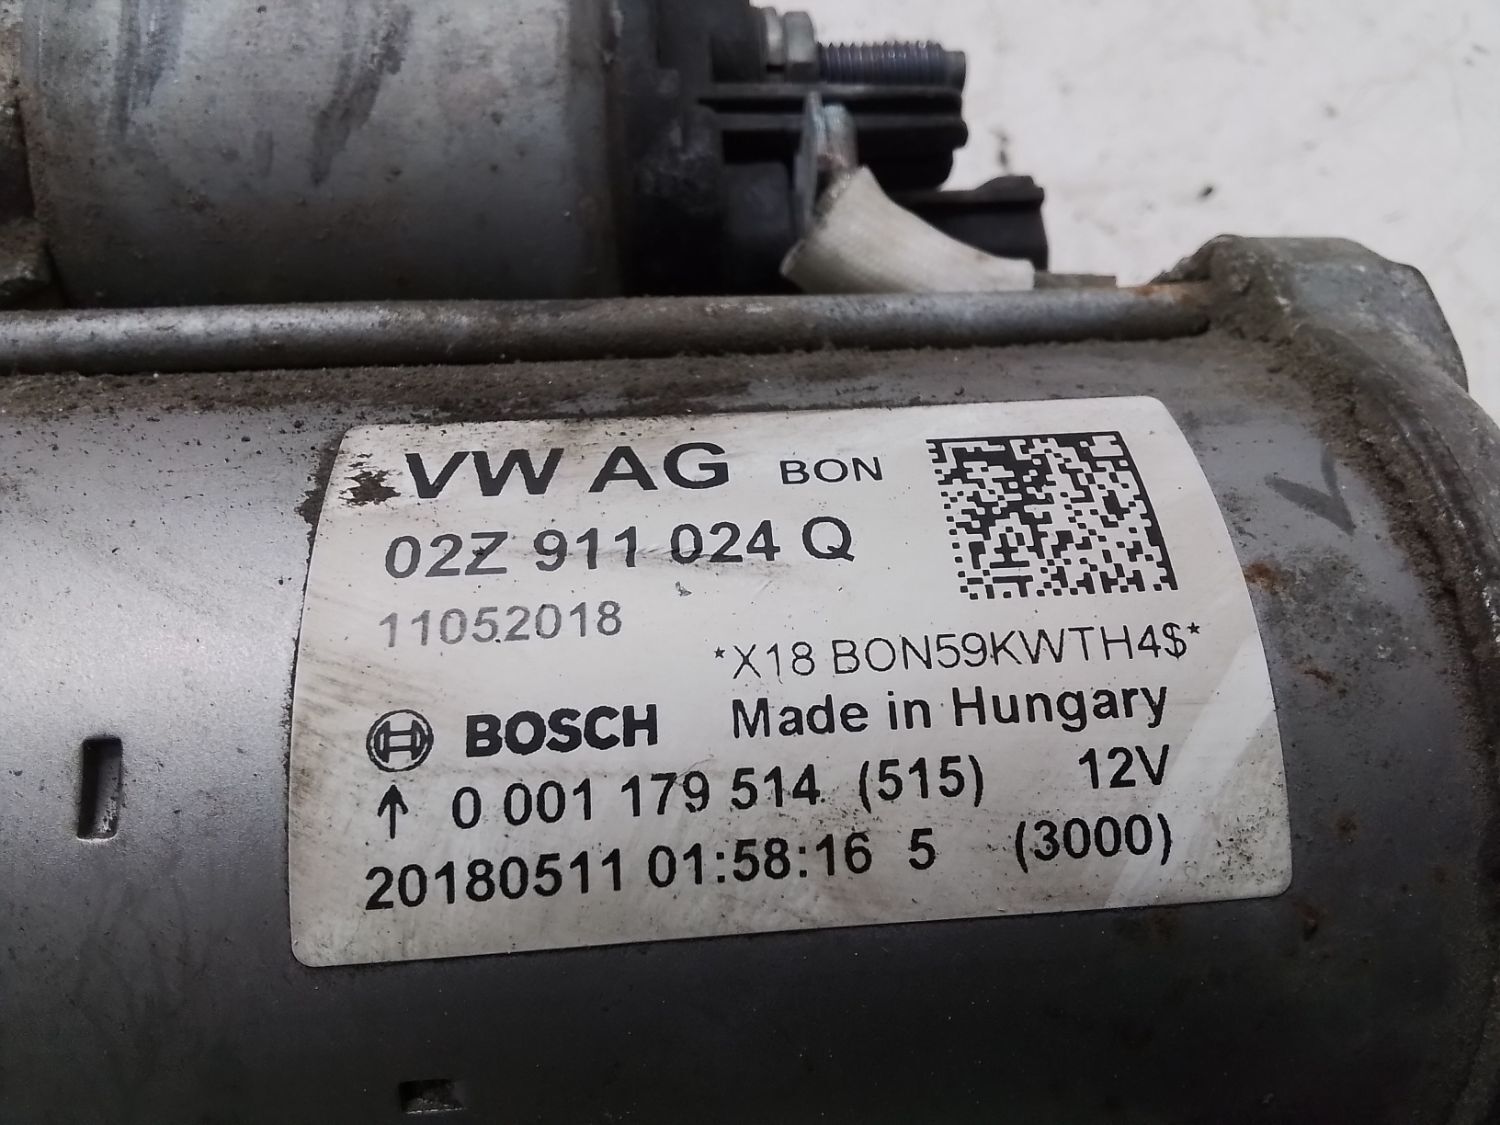 VW AG BON
02Z 911 024 Q
11052018
*X18 BON59KWTH4$*
BOSCH Made in Hungary
↑ 0 001 179 514 (515) 12V
20180511 01:58:16 5 (3000)